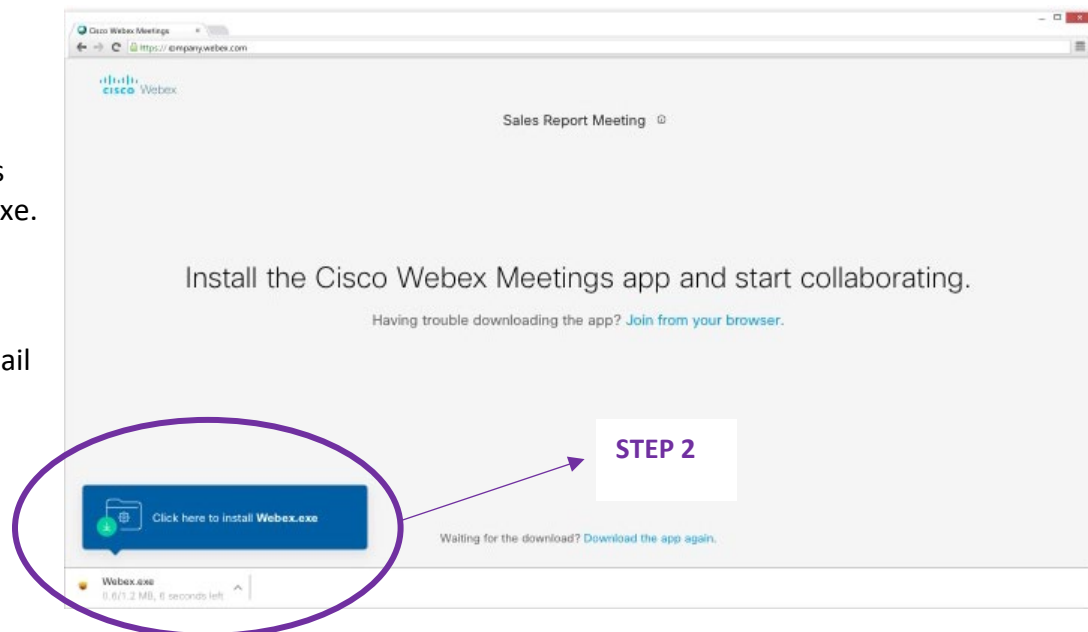 Cisco Webex Meetings
https:// company.webex.com
cisco Webex
Sales Report Meeting
s
xe.
Install the Cisco Webex Meetings app and start collaborating.
Having trouble downloading the app? Join from your browser.
ail
STEP 2
Click here to install Webex.exe
Waiting for the download? Download the app again.
Webex.exe
0.6/1.2 MB, 6 seconds left